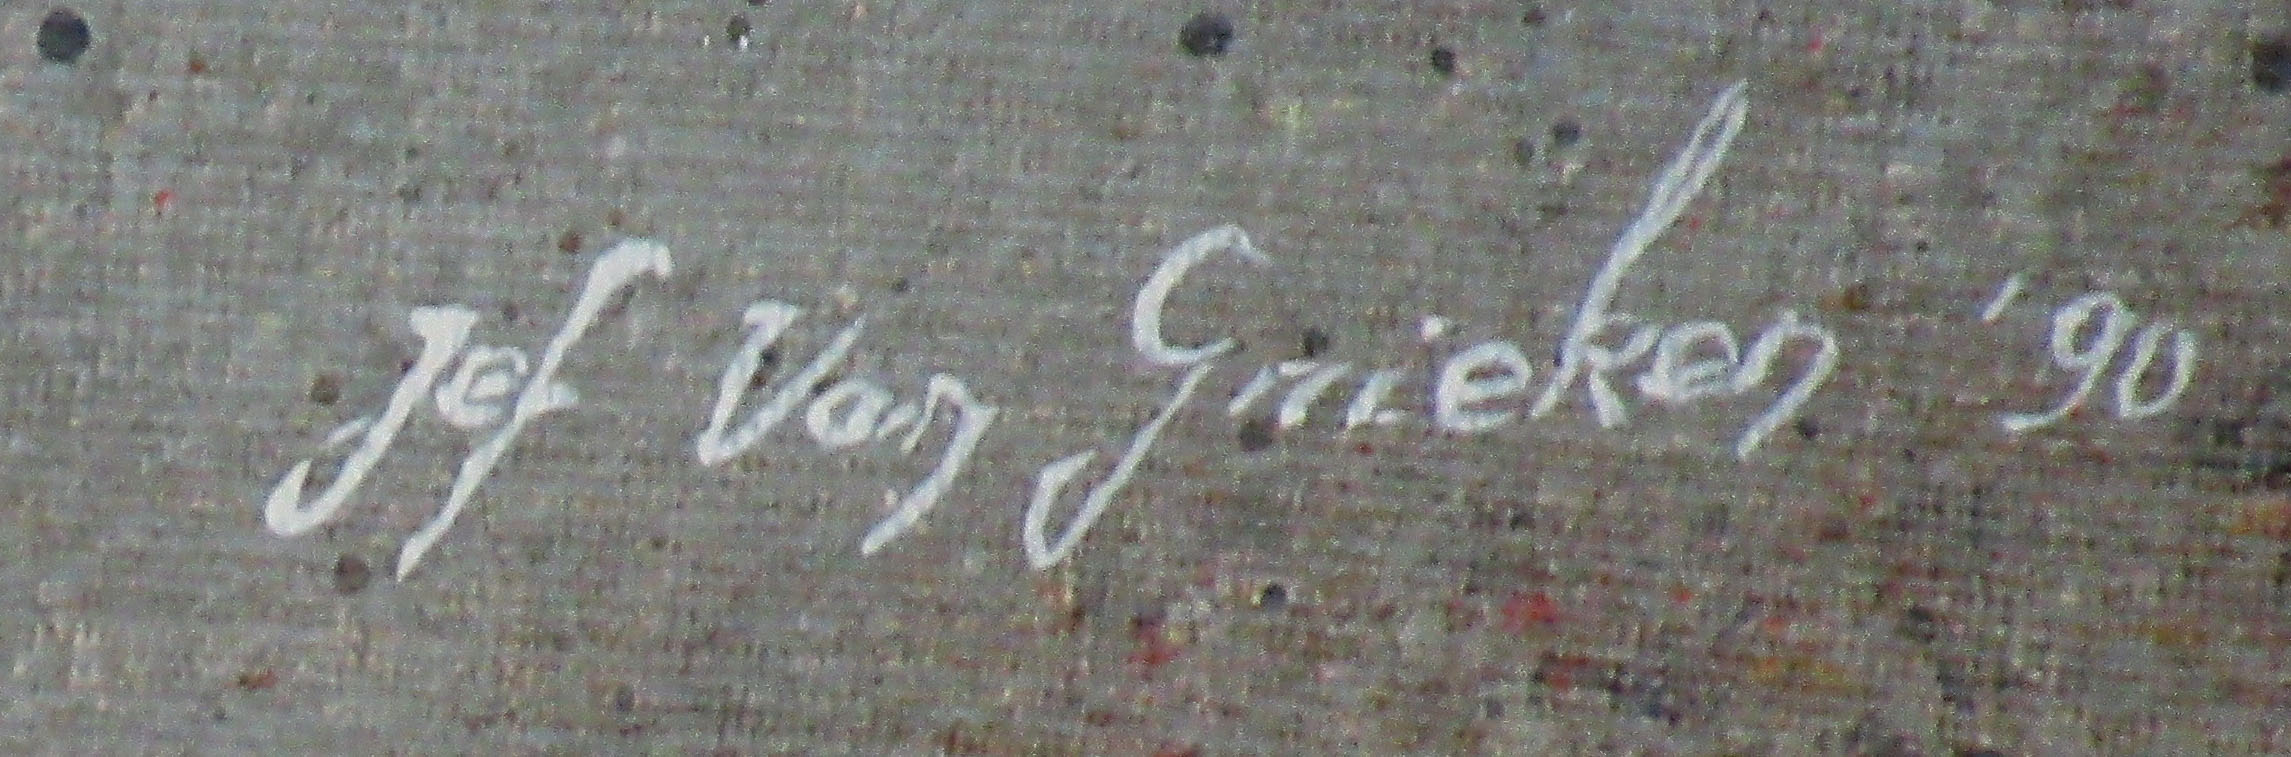 Jef Van Grieken '90